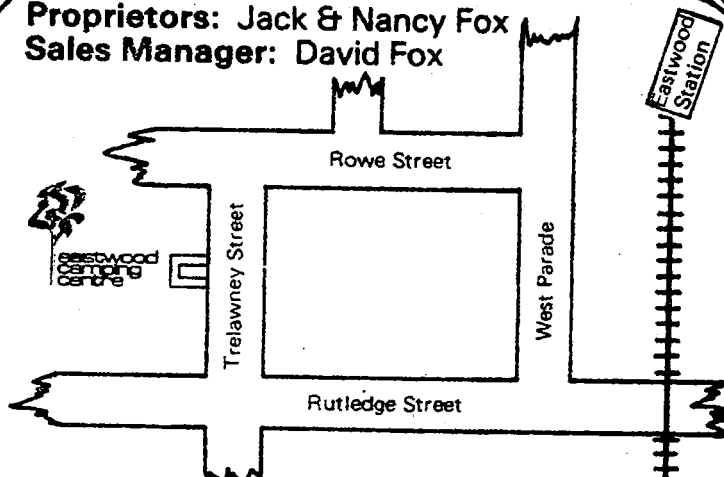 Proprietors: Jack & Nancy Fox
Sales Manager: David Fox
Eastwood
Station
Rowe Street
Trelawney Street
West Parade
eastwood
camping
centre
Rutledge Street